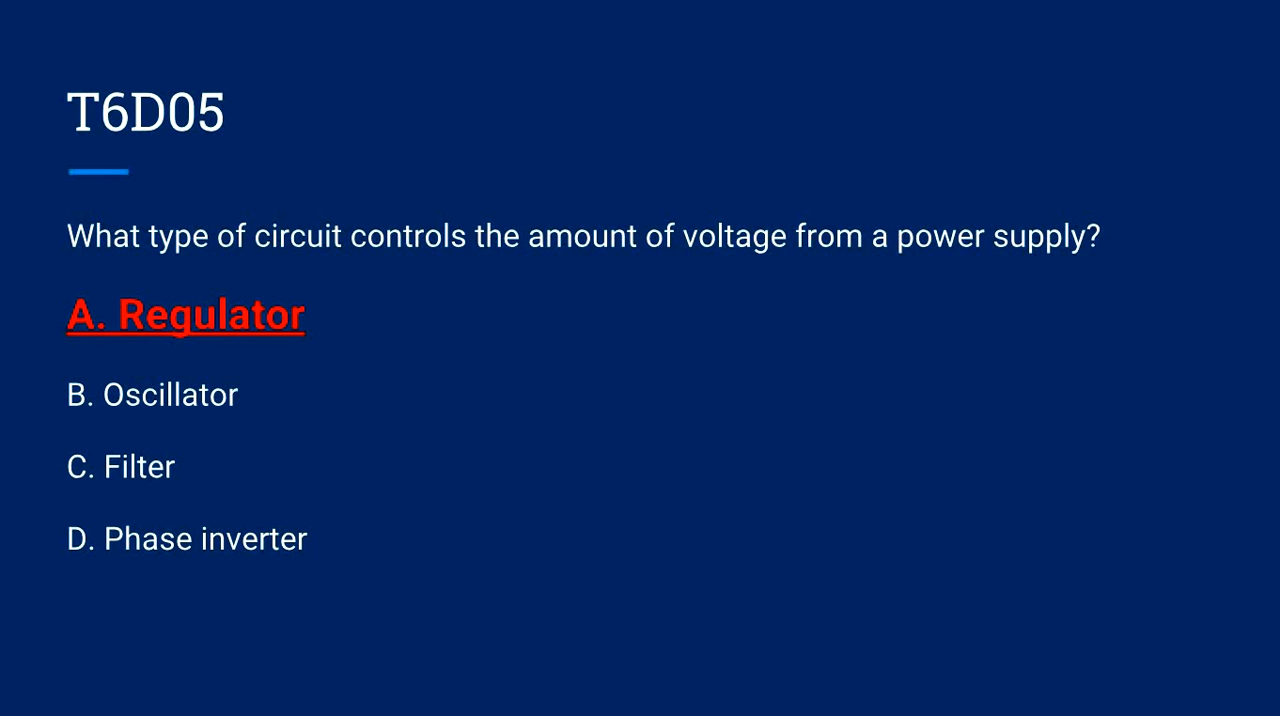 T6D05
What type of circuit controls the amount of voltage from a power supply?
A. Regulator
B. Oscillator
C. Filter
D. Phase inverter